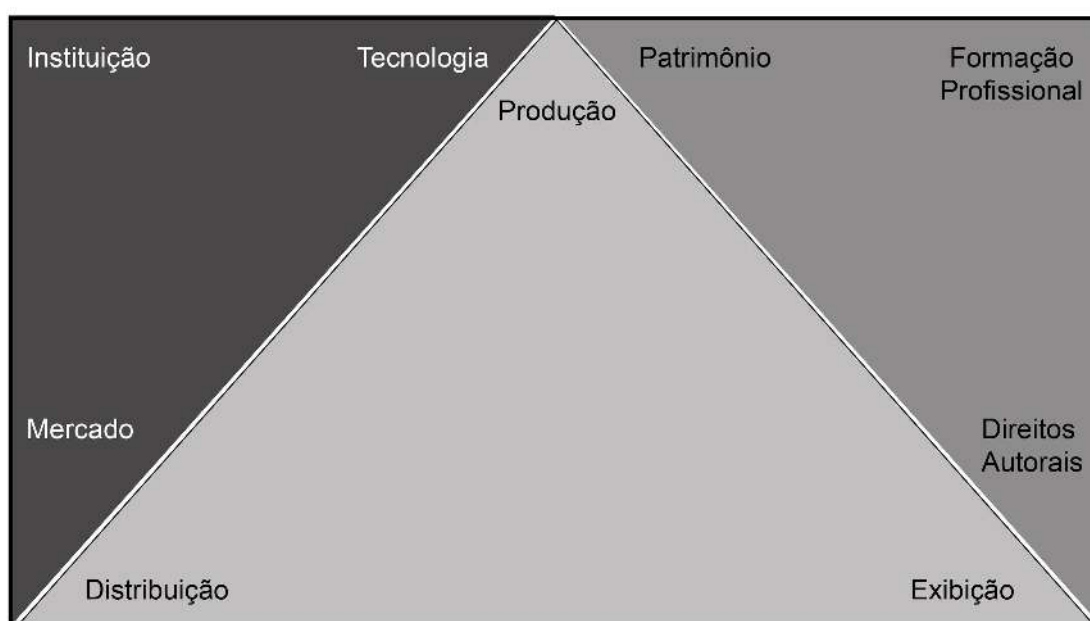 Instituição
Tecnologia
Patrimônio
Formação
Profissional
Produção
Mercado
Direitos
Autorais
Distribuição
Exibição